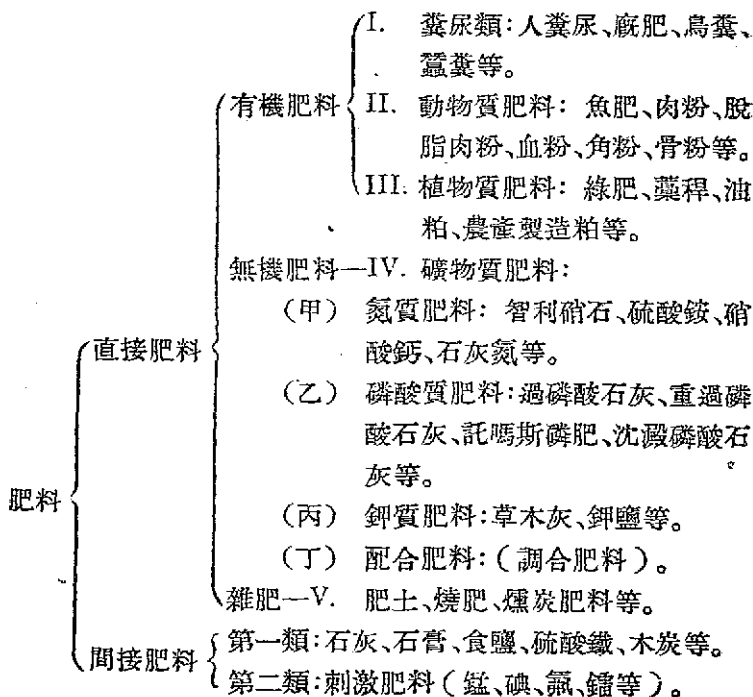 I. 糞尿類：人糞尿、廐肥、鳥糞、
蠶糞等。
有機肥料 II. 動物質肥料： 魚肥、肉粉、脫
脂肉粉、血粉、角粉、骨粉等。
III. 植物質肥料： 綠肥、藁稈、油
粕、農產製造粕等。
無機肥料—IV. 礦物質肥料：
（甲） 氮質肥料： 智利硝石、硫酸銨、硝
直接肥料 酸鈣、石灰氮等。
（乙） 磷酸質肥料：過磷酸石灰、重過磷
酸石灰、託嗎斯磷肥、沈澱磷酸石
灰等。
肥料
（丙） 鉀質肥料：草木灰、鉀鹽等。
（丁） 配合肥料：（調合肥料）。
雜肥—V. 肥土、燒肥、燻炭肥料等。
間接肥料 第一類：石灰、石膏、食鹽、硫酸鐵、木炭等。
第二類：刺激肥料（錳、碘、氟、鐳等）。